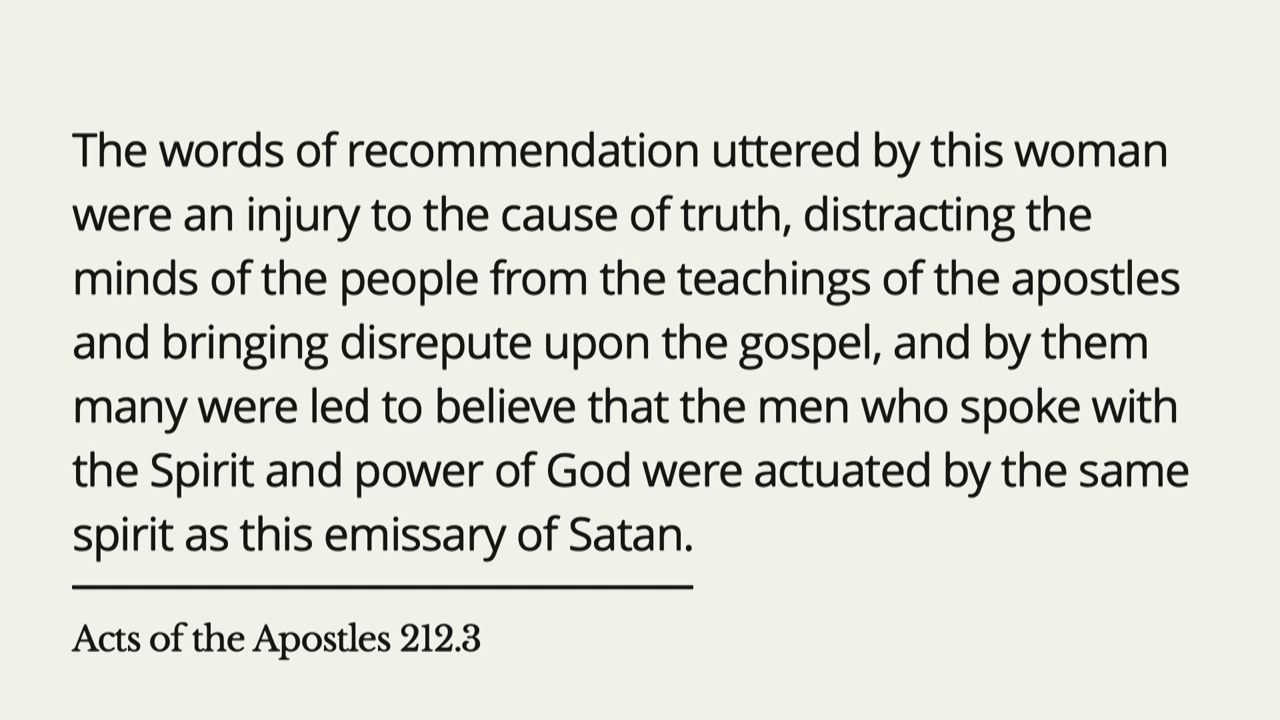 The words of recommendation uttered by this woman
were an injury to the cause of truth, distracting the
minds of the people from the teachings of the apostles
and bringing disrepute upon the gospel, and by them
many were led to believe that the men who spoke with
the Spirit and power of God were actuated by the same
spirit as this emissary of Satan.
Acts of the Apostles 212.3